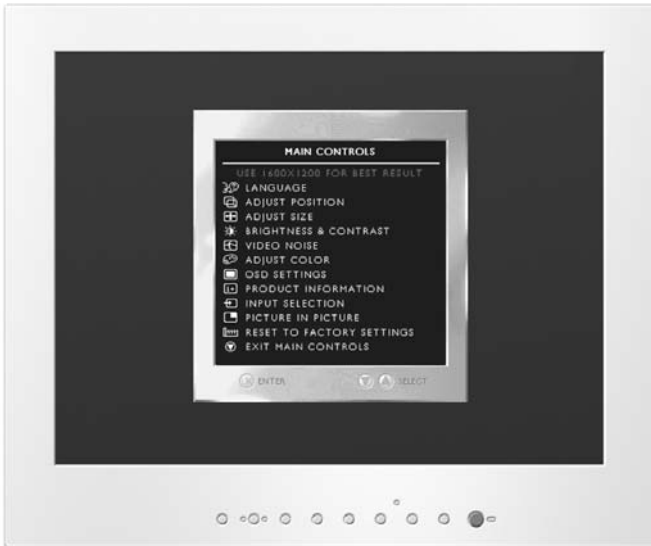 MAIN CONTROLS
USE 1600X1200 FOR BEST RESULT
LANGUAGE
ADJUST POSITION
ADJUST SIZE
BRIGHTNESS & CONTRAST
VIDEO NOISE
ADJUST COLOR
OSD SETTINGS
PRODUCT INFORMATION
INPUT SELECTION
PICTURE IN PICTURE
RESET TO FACTORY SETTINGS
EXIT MAIN CONTROLS
ENTER SELECT